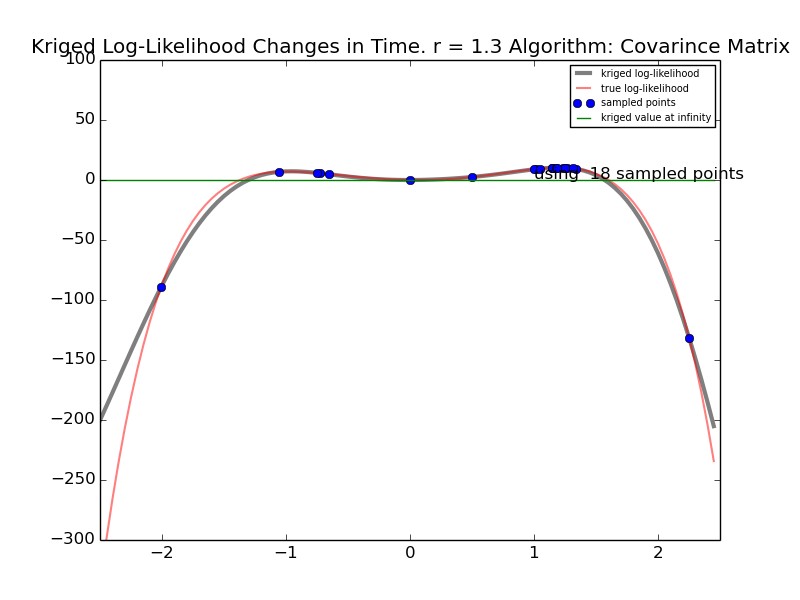 Kriged Log-Likelihood Changes in Time. r = 1.3 Algorithm: Covarince Matrix
100
50
0
−50
−100
−150
−200
−250
−300
kriged log-likelihood
true log-likelihood
sampled points
kriged value at infinity
using  18 sampled points
−2
−1
0
1
2